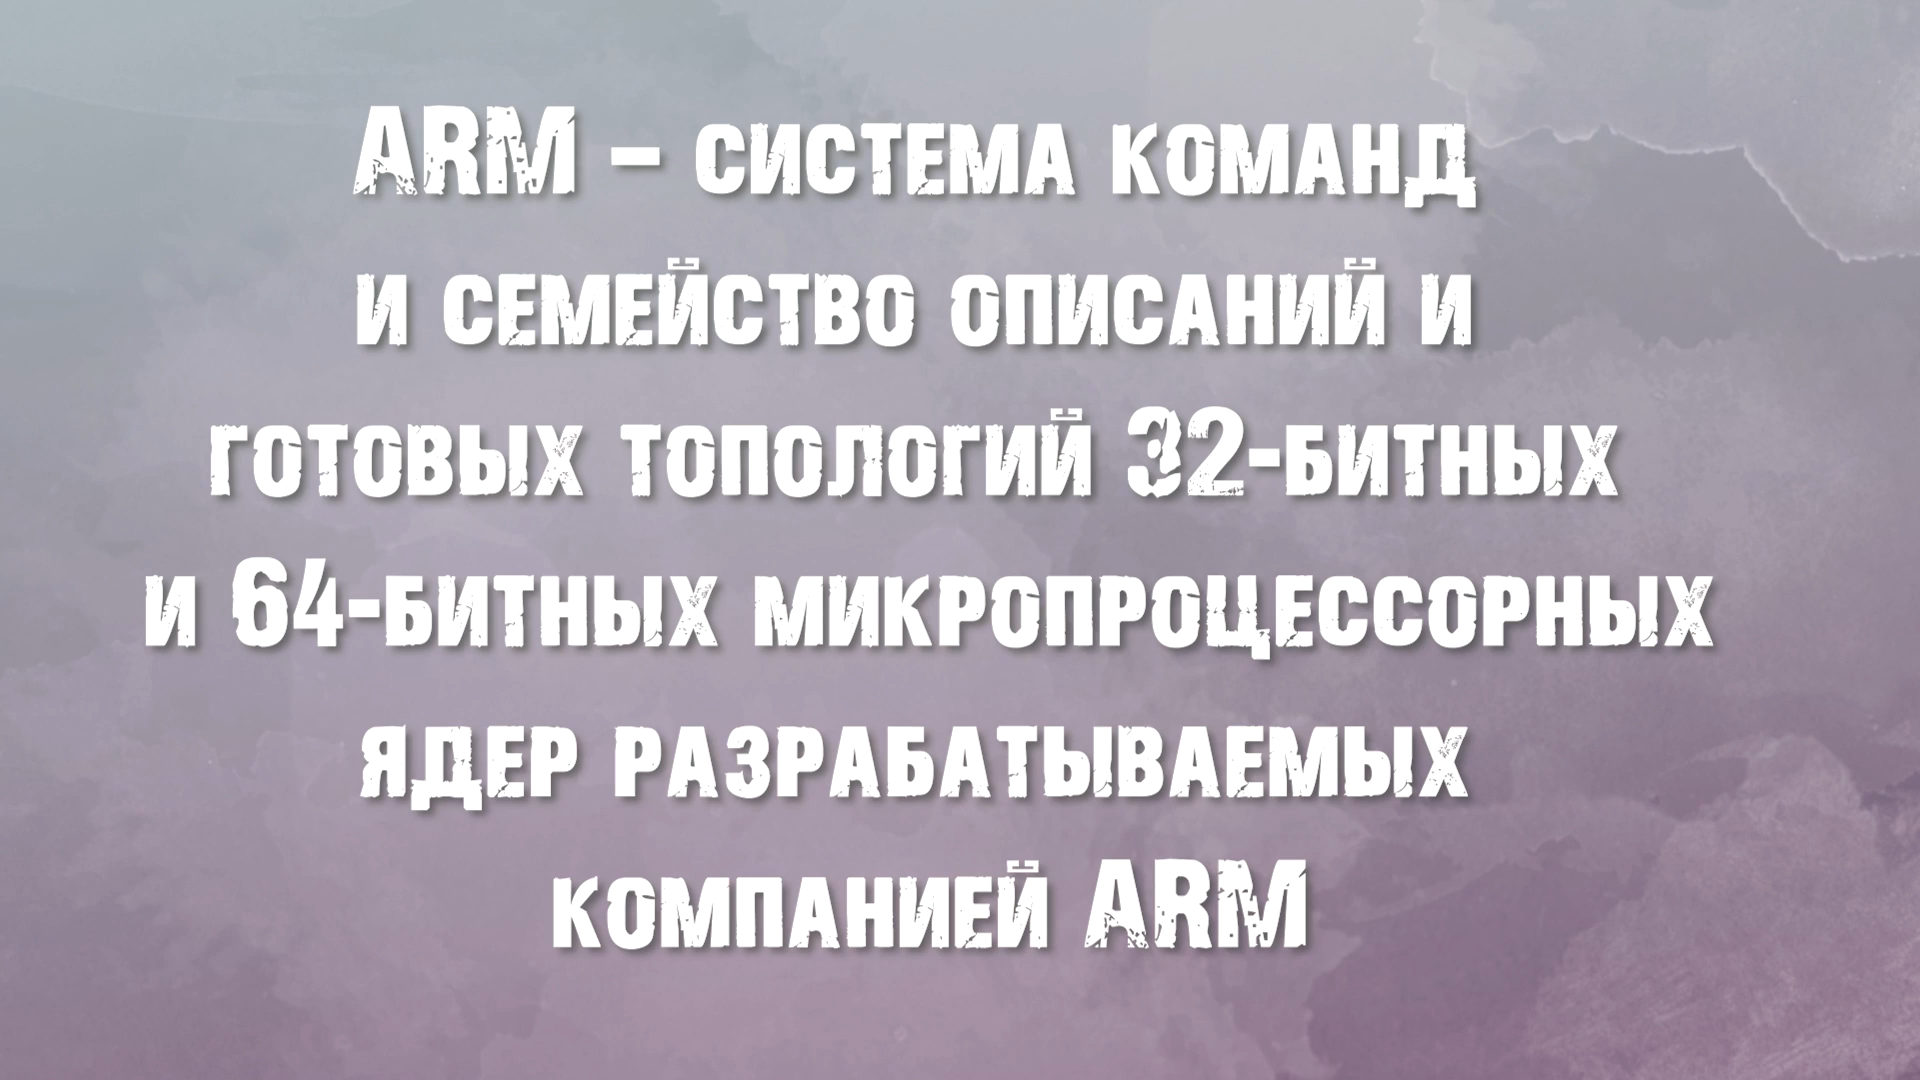 ARM – система команд
и семейство описаний и
готовых топологий 32-битных
и 64-битных микропроцессорных
ядер разрабатываемых
компанией ARM